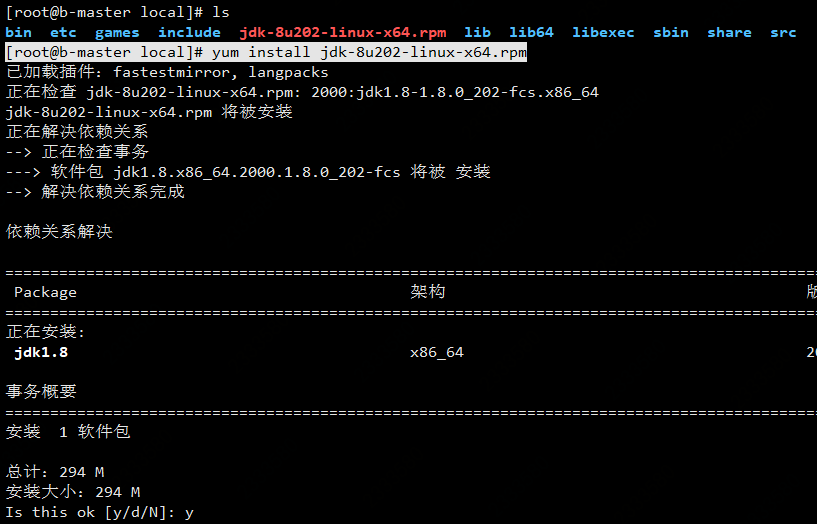 [root@b-master local]# ls
bin  etc  games  include  jdk-8u202-linux-x64.rpm  lib  lib64  libexec  sbin  share  src
[root@b-master local]# yum install jdk-8u202-linux-x64.rpm
已加载插件：fastestmirror, langpacks
正在检查 jdk-8u202-linux-x64.rpm: 2000:jdk1.8-1.8.0_202-fcs.x86_64
jdk-8u202-linux-x64.rpm 将被安装
正在解决依赖关系
--> 正在检查事务
---> 软件包 jdk1.8.x86_64.2000.1.8.0_202-fcs 将被 安装
--> 解决依赖关系完成
依赖关系解决
================================================================================
Package  架构
================================================================================
正在安装:
jdk1.8  x86_64  20
事务概要
================================================================================
安装  1 软件包
总计：294 M
安装大小：294 M
Is this ok [y/d/N]: y